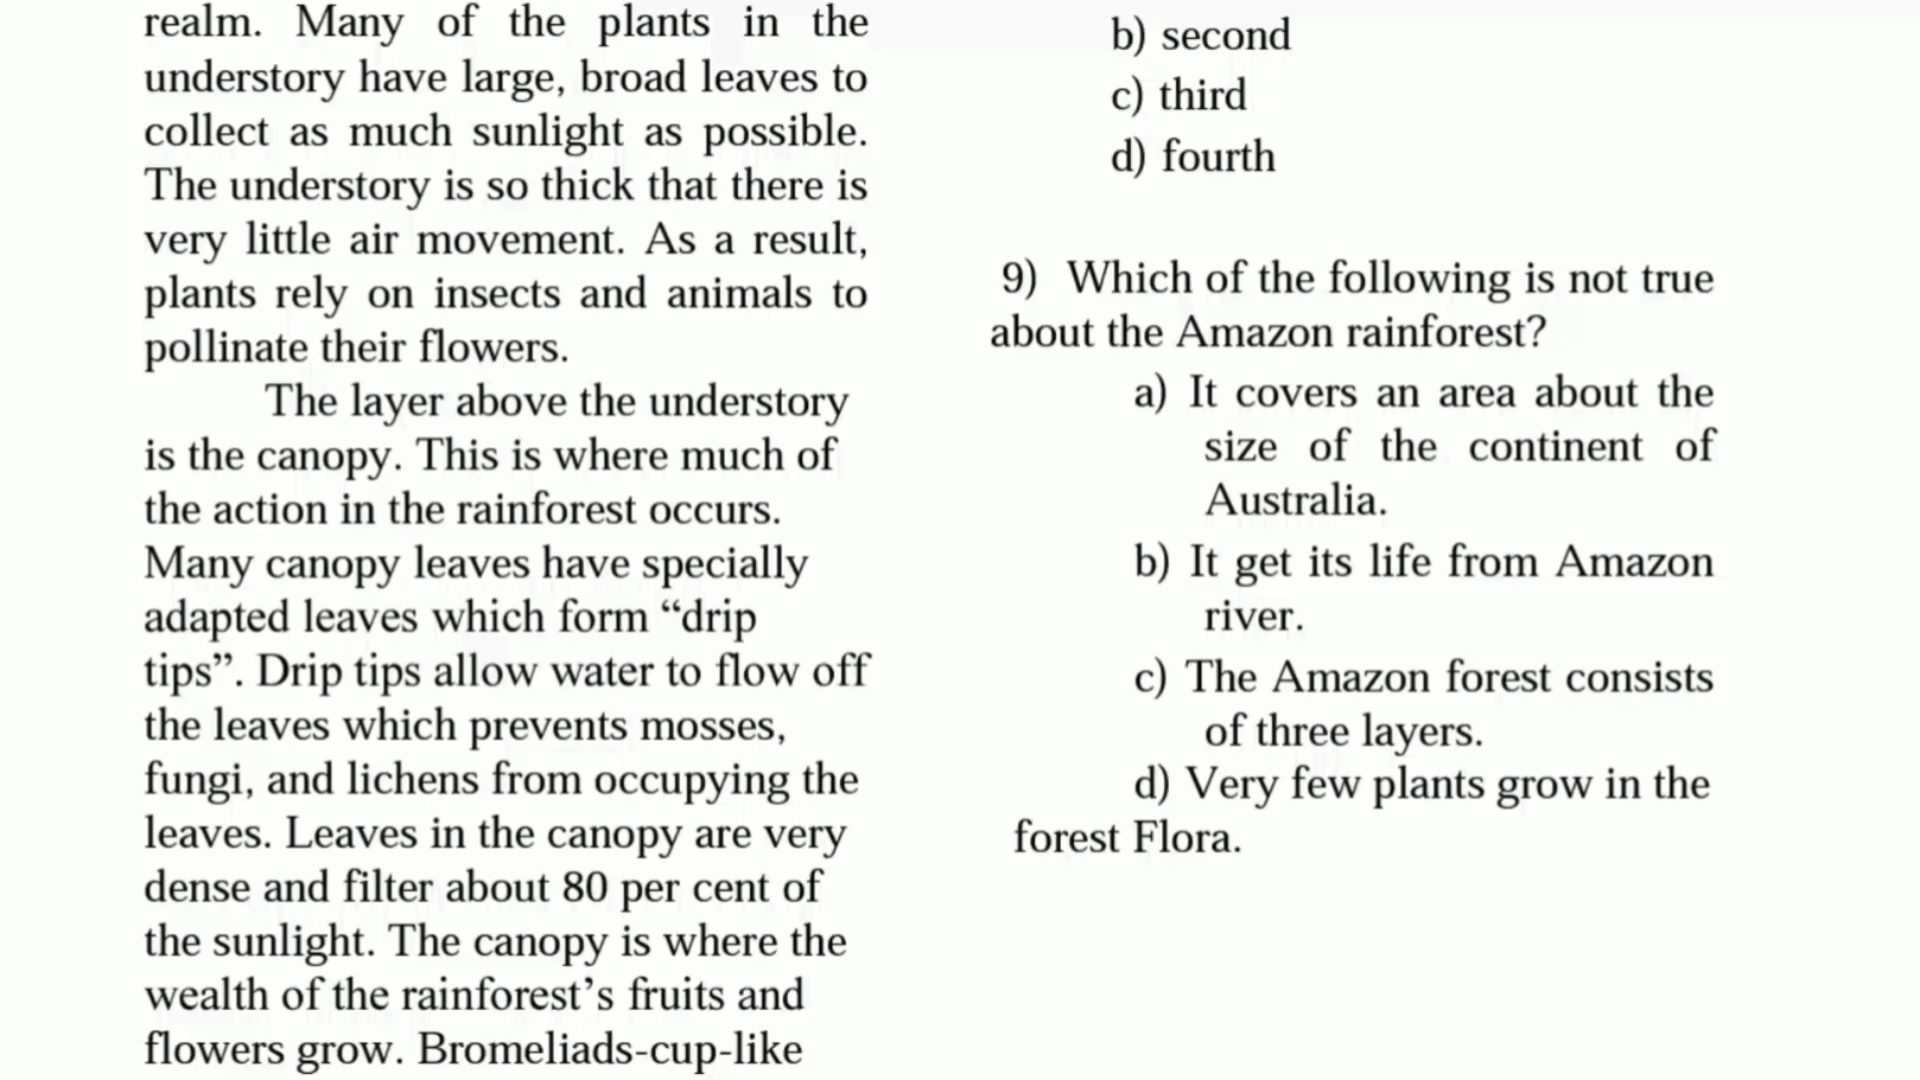 realm. Many of the plants in the
understory have large, broad leaves to
collect as much sunlight as possible.
The understory is so thick that there is
very little air movement. As a result,
plants rely on insects and animals to
pollinate their flowers.
The layer above the understory
is the canopy. This is where much of
the action in the rainforest occurs.
Many canopy leaves have specially
adapted leaves which form “drip
tips”. Drip tips allow water to flow off
the leaves which prevents mosses,
fungi, and lichens from occupying the
leaves. Leaves in the canopy are very
dense and filter about 80 per cent of
the sunlight. The canopy is where the
wealth of the rainforest’s fruits and
flowers grow. Bromeliads-cup-like
b) second
c) third
d) fourth
9) Which of the following is not true
about the Amazon rainforest?
a) It covers an area about the
size of the continent of
Australia.
b) It get its life from Amazon
river.
c) The Amazon forest consists
of three layers.
d) Very few plants grow in the
forest Flora.